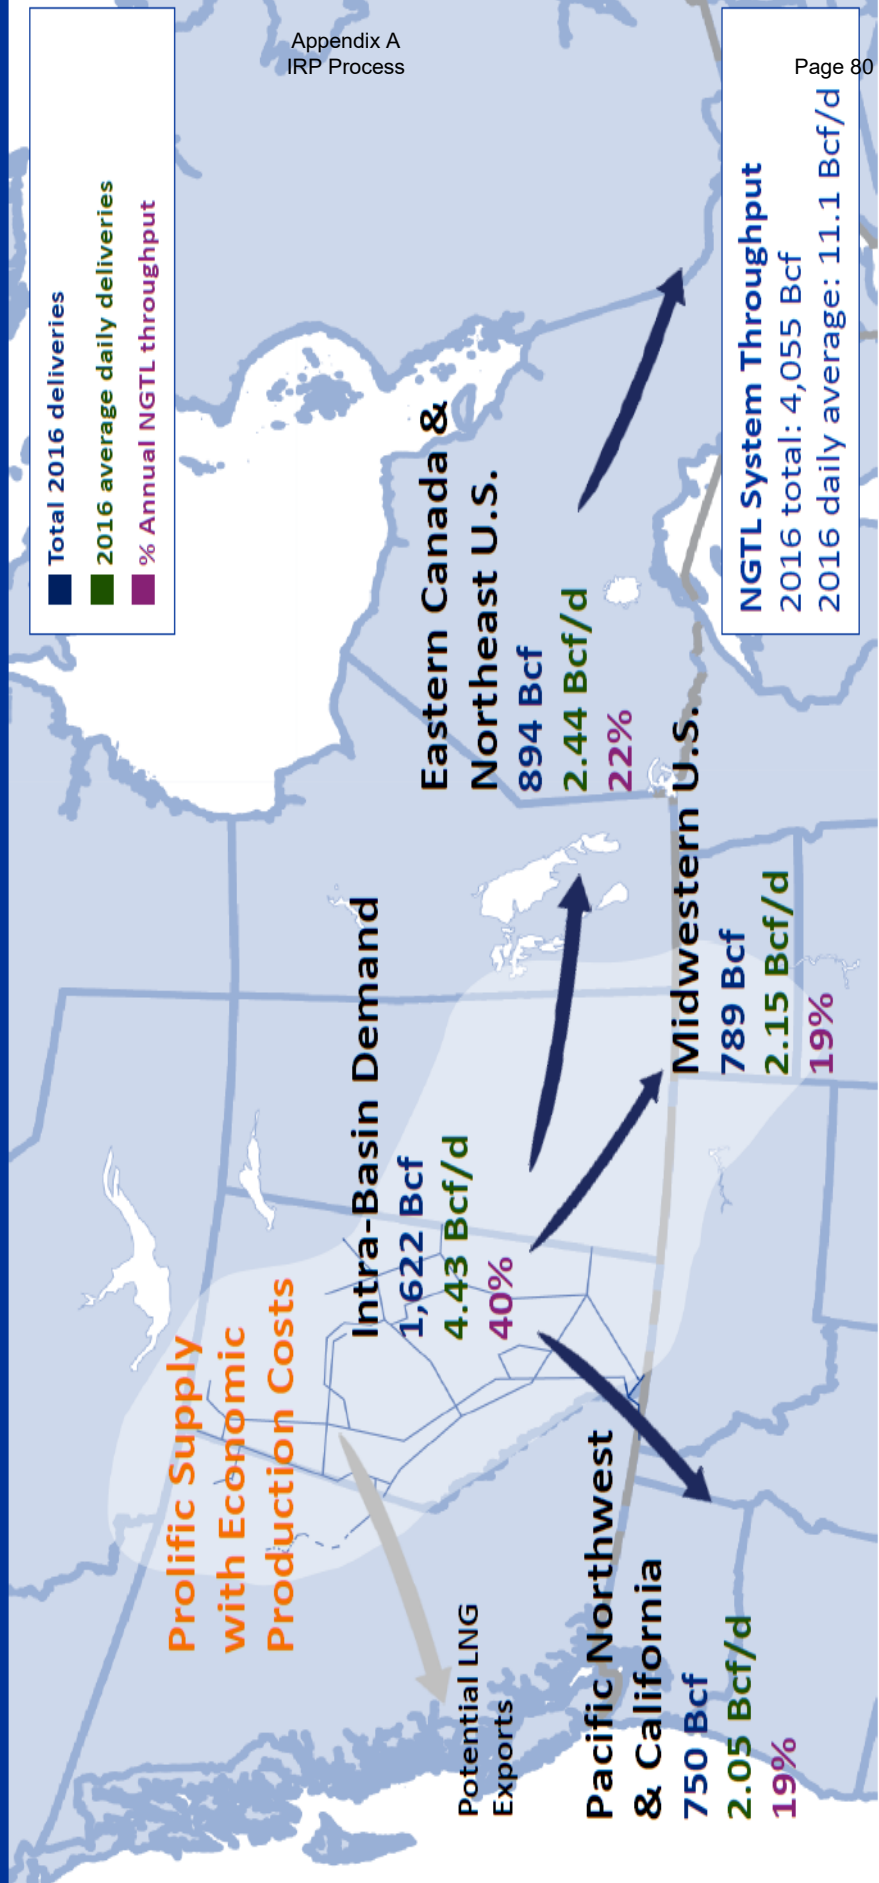 Appendix A
IRP Process
Page 80
Total 2016 deliveries
2016 average daily deliveries
% Annual NGTL throughput
Prolific Supply
with Economic
Production Costs
Intra-Basin Demand
1,622 Bcf
4.43 Bcf/d
40%
Eastern Canada &
Northeast U.S.
894 Bcf
2.44 Bcf/d
22%
Potential LNG
Exports
Pacific Northwest
& California
750 Bcf
2.05 Bcf/d
19%
Midwestern U.S.
789 Bcf
2.15 Bcf/d
19%
NGTL System Throughput
2016 total: 4,055 Bcf
2016 daily average: 11.1 Bcf/d